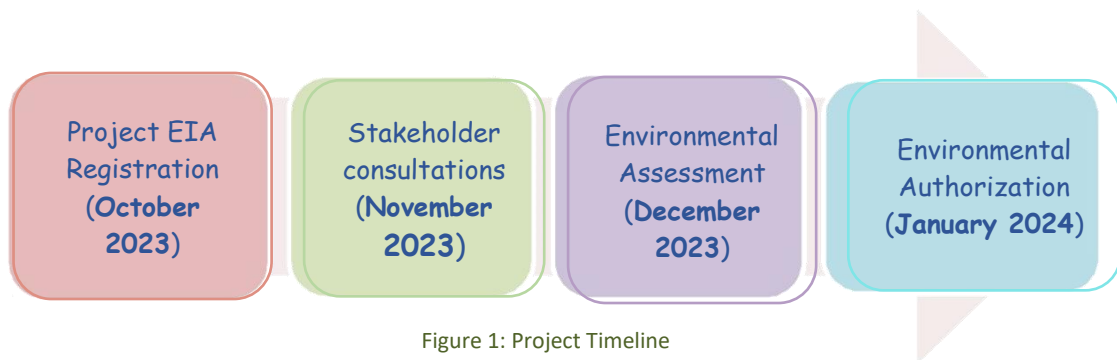 Project EIA
Registration
(October
2023)
Stakeholder
consultations
(November
2023)
Environmental
Assessment
(December
2023)
Environmental
Authorization
(January 2024)
Figure 1: Project Timeline